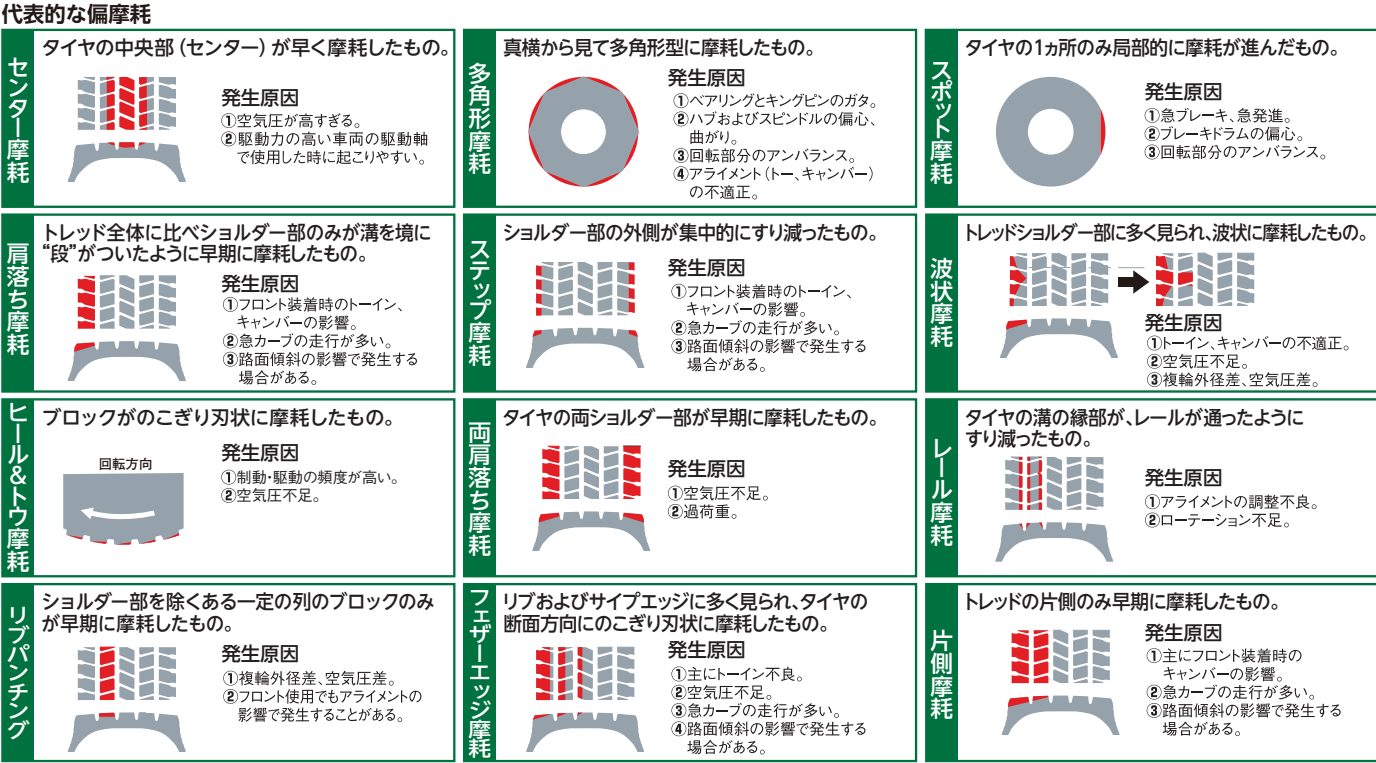 代表的な偏摩耗
センター摩耗
タイヤの中央部（センター）が早く摩耗したもの。
発生原因
①空気圧が高すぎる。
②駆動力の高い車両の駆動軸
で使用した時に起こりやすい。
多角形摩耗
真横から見て多角形型に摩耗したもの。
発生原因
①ベアリングとキングピンのガタ。
②ハブおよびスピンドルの偏心、
曲がり。
③回転部分のアンバランス。
④アライメント（トー、キャンバー）
の不適正。
スポット摩耗
タイヤの1ヵ所のみ局部的に摩耗が進んだもの。
発生原因
①急ブレーキ、急発進。
②ブレーキドラムの偏心。
③回転部分のアンバランス。
肩落ち摩耗
トレッド全体に比べショルダー部のみが溝を境に
“段”がついたように早期に摩耗したもの。
発生原因
①フロント装着時のトーイン、
キャンバーの影響。
②急カーブの走行が多い。
③路面傾斜の影響で発生する
場合がある。
ステップ摩耗
ショルダー部の外側が集中的にすり減ったもの。
発生原因
①フロント装着時のトーイン、
キャンバーの影響。
②急カーブの走行が多い。
③路面傾斜の影響で発生する
場合がある。
波状摩耗
トレッドショルダー部に多く見られ、波状に摩耗したもの。
発生原因
①トーイン、キャンバーの不適正。
②空気圧不足。
③複輪外径差、空気圧差。
ヒール&トウ摩耗
ブロックがのこぎり刃状に摩耗したもの。
回転方向
発生原因
①制動・駆動の頻度が高い。
②空気圧不足。
両肩落ち摩耗
タイヤの両ショルダー部が早期に摩耗したもの。
発生原因
①空気圧不足。
②過荷重。
レール摩耗
タイヤの溝の縁部が、レールが通ったように
すり減ったもの。
発生原因
①アライメントの調整不良。
②ローテーション不足。
リブパンチング
ショルダー部を除くある一定の列のブロックのみ
が早期に摩耗したもの。
発生原因
①複輪外径差、空気圧差。
②フロント使用でもアライメントの
影響で発生することがある。
フェザーエッジ摩耗
リブおよびサイプエッジに多く見られ、タイヤの
断面方向にのこぎり刃状に摩耗したもの。
発生原因
①主にトーイン不良。
②空気圧不足。
③急カーブの走行が多い。
④路面傾斜の影響で発生する
場合がある。
片側摩耗
トレッドの片側のみ早期に摩耗したもの。
発生原因
①主にフロント装着時の
キャンバーの影響。
②急カーブの走行が多い。
③路面傾斜の影響で発生する
場合がある。